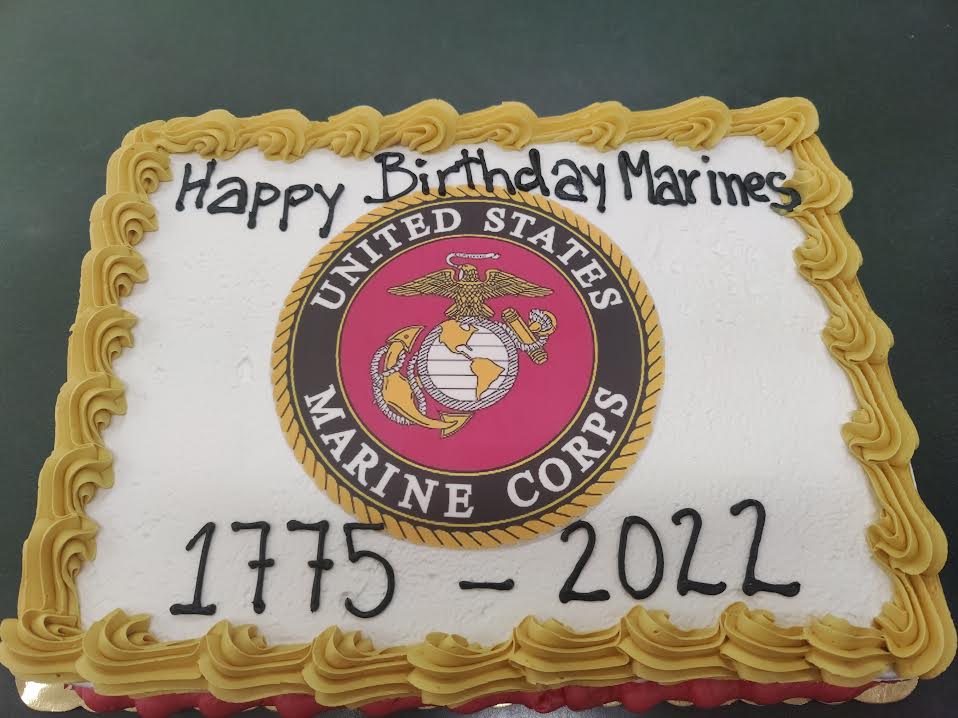 Happy Birthday Marines
UNITED STATES
MARINE CORPS
1775 - 2022